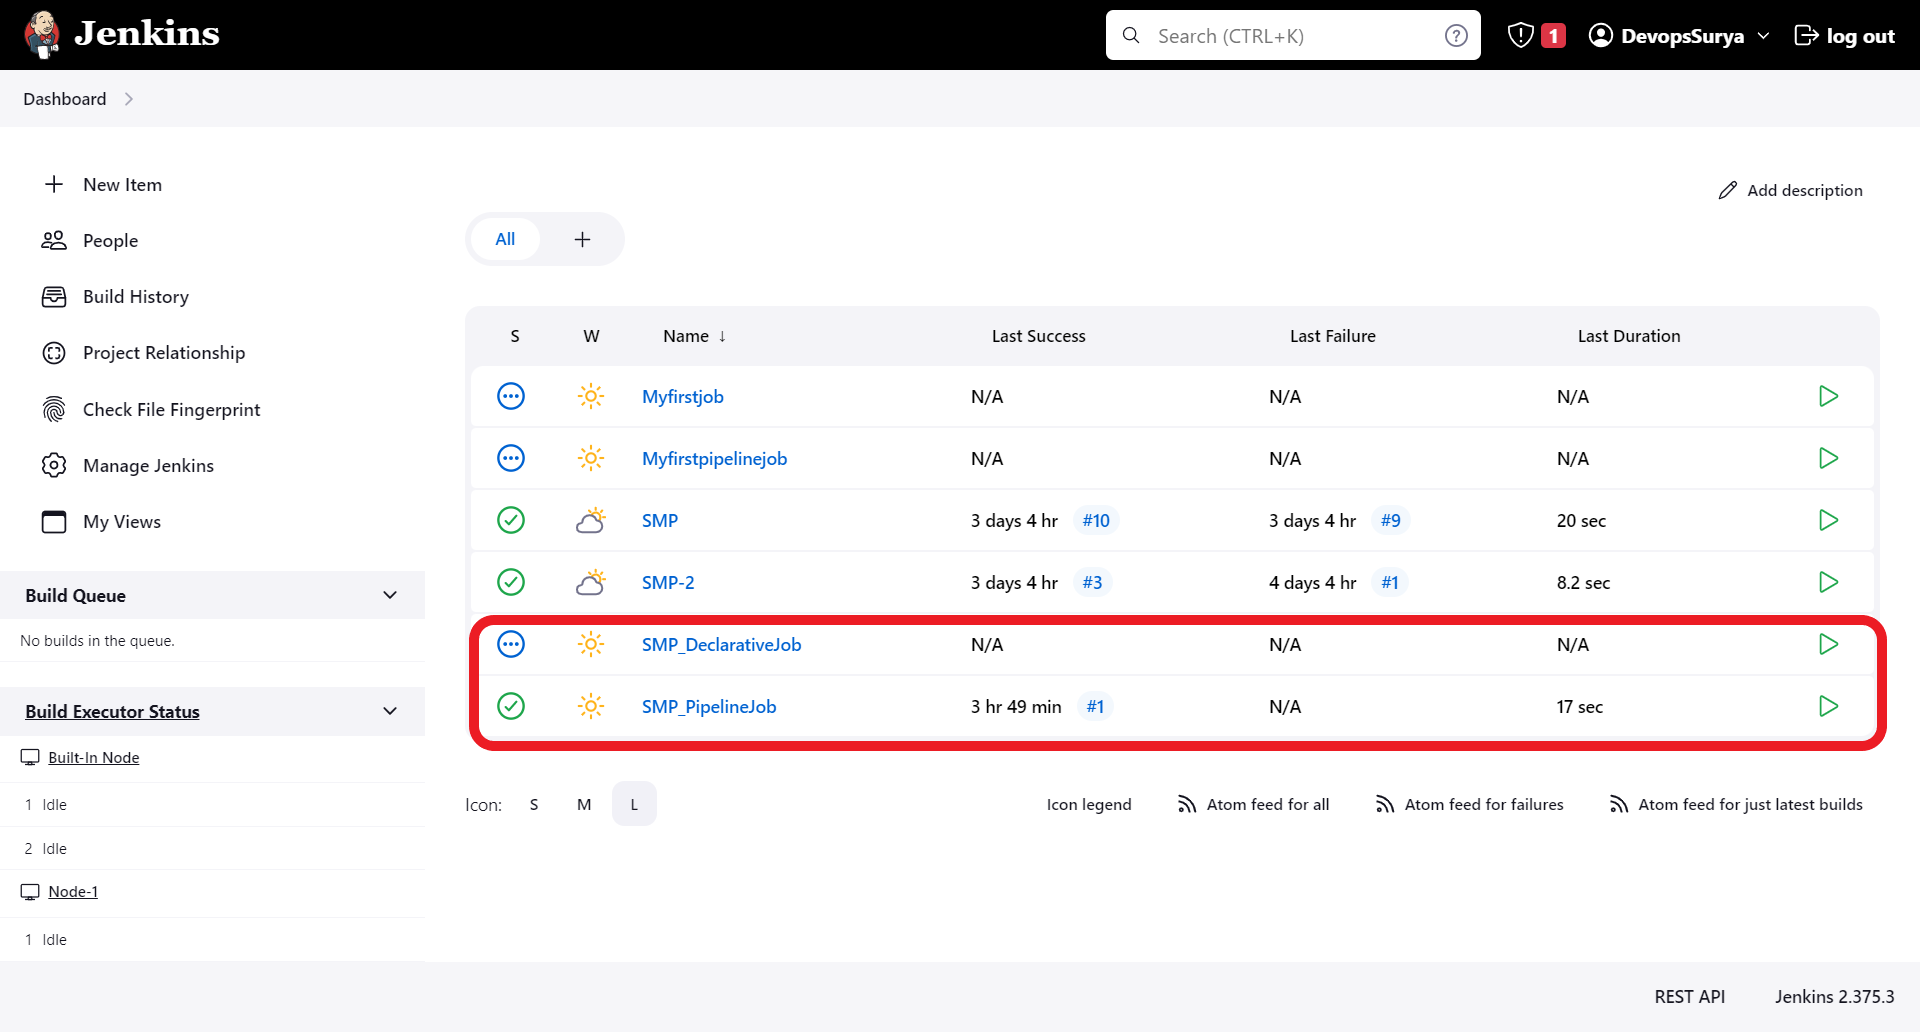 Jenkins
Search (CTRL+K)
1
DevopsSurya
log out
Dashboard
New Item
People
Build History
Project Relationship
Check File Fingerprint
Manage Jenkins
My Views
Build Queue
No builds in the queue.
Build Executor Status
Built-In Node
1 Idle
2 Idle
Node-1
1 Idle
Add description
All +
S W Name ↓ Last Success Last Failure Last Duration
Myfirstjob N/A N/A N/A
Myfirstpipelinejob N/A N/A N/A
SMP 3 days 4 hr #10 3 days 4 hr #9 20 sec
SMP-2 3 days 4 hr #3 4 days 4 hr #1 8.2 sec
SMP_DeclarativeJob N/A N/A N/A
SMP_PipelineJob 3 hr 49 min #1 N/A 17 sec
Icon: S M L
Icon legend Atom feed for all Atom feed for failures Atom feed for just latest builds
REST API Jenkins 2.375.3